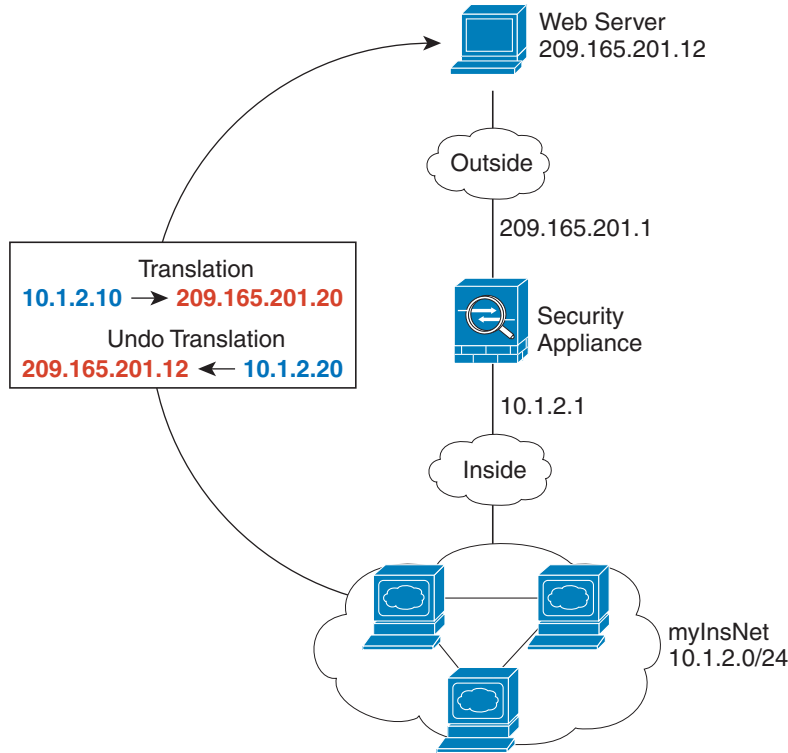 Web Server
209.165.201.12
Outside
209.165.201.1
Translation
10.1.2.10 → 209.165.201.20
Undo Translation
209.165.201.12 ← 10.1.2.20
Security
Appliance
10.1.2.1
Inside
myInsNet
10.1.2.0/24